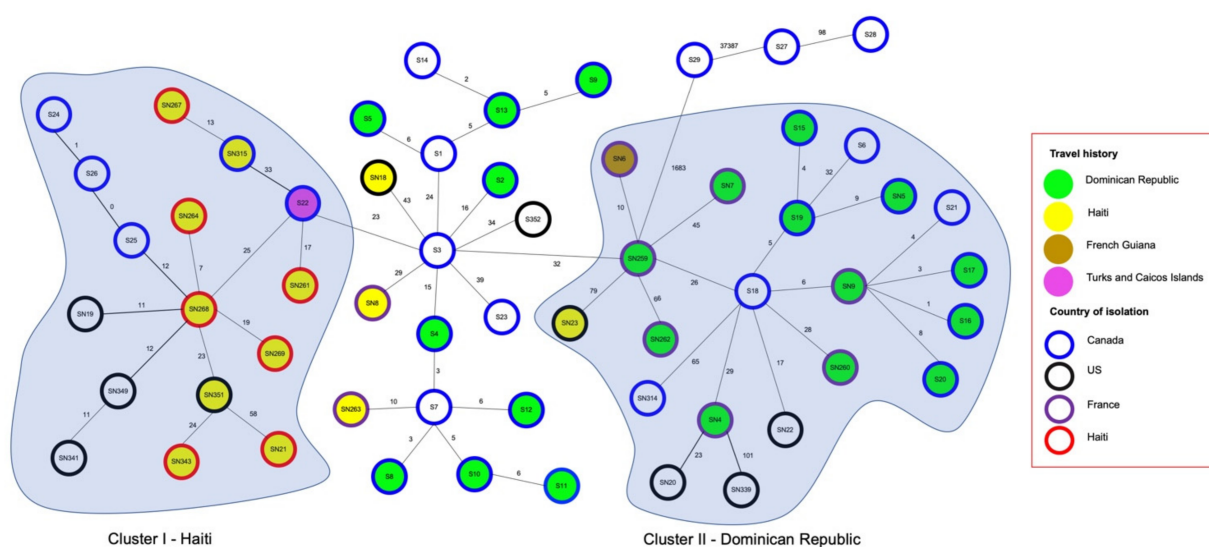 S14
37387
S27
98
S28
S29
2
S9
5
S13
SN267
S24
S5
5
S15
S6
13
6
S1
SN315
1
4
32
SN6
1683
S26
33
SN18
S2
SN7
SN5
S22
24
16
9
S21
SN264
43
34
S352
10
45
S19
0
23
4
S25
17
5
25
S3
32
SN259
3
S17
12
7
29
39
26
S18
6
SN9
SN261
15
79
66
1
11
SN268
SN8
S23
S16
SN19
19
S4
SN23
28
8
12
SN269
SN262
23
65
17
SN260
S20
3
29
SN349
SN351
SN314
11
SN263
10
S7
6
S12
SN4
SN22
58
24
3
5
23
101
SN341
SN343
SN21
S8
S10
6
S11
SN20
SN339
Cluster I - Haiti
Cluster II - Dominican Republic
Travel history
Dominican Republic
Haiti
French Guiana
Turks and Caicos Islands
Country of isolation
Canada
US
France
Haiti